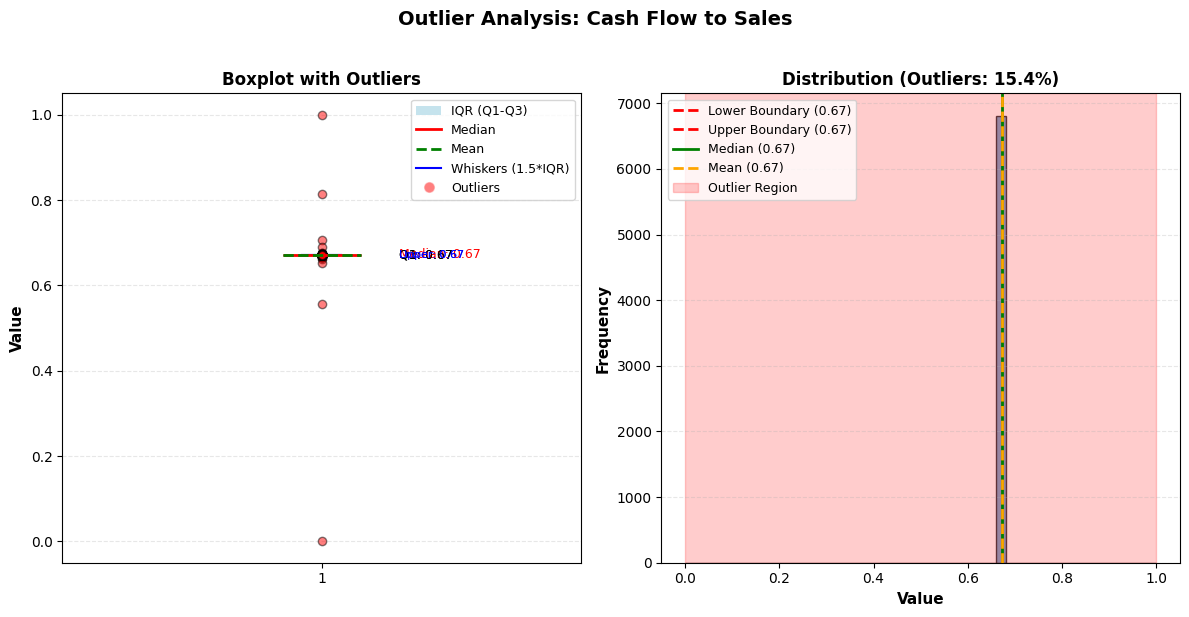 Outlier Analysis: Cash Flow to Sales
Boxplot with Outliers
Value
1.0
0.8
0.6
0.4
0.2
0.0
1
IQR (Q1-Q3)
Median
Mean
Whiskers (1.5*IQR)
Outliers
Distribution (Outliers: 15.4%)
Frequency
7000
6000
5000
4000
3000
2000
1000
0
0.0 0.2 0.4 0.6 0.8 1.0
Value
Lower Boundary (0.67)
Upper Boundary (0.67)
Median (0.67)
Mean (0.67)
Outlier Region